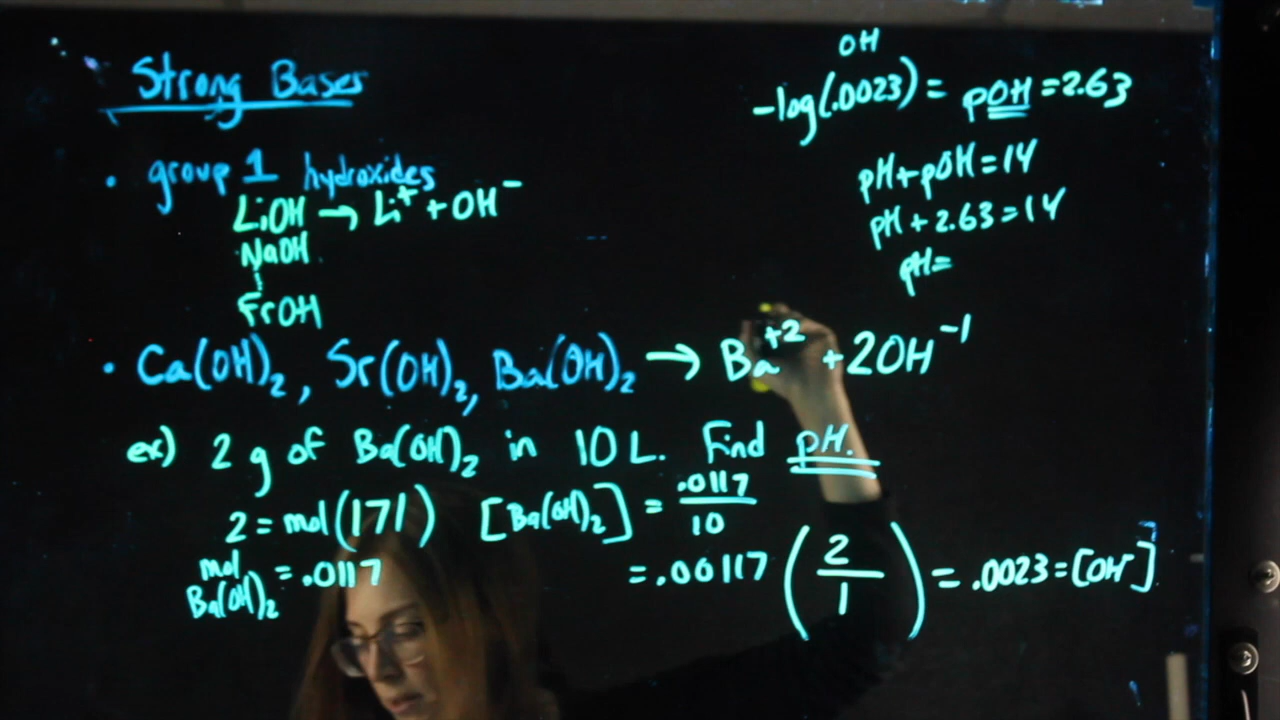 Strong Bases
• group 1 hydroxides
LiOH → Li⁺ + OH⁻
NaOH
FrOH
• Ca(OH)₂, Sr(OH)₂, Ba(OH)₂ → Ba⁺² + 2OH⁻¹
ex) 2 g of Ba(OH)₂ in 10 L. Find pH.
2 = mol(171) [Ba(OH)₂] = .0117/10
mol Ba(OH)₂ = .0117
= .00117 (2/1) = .0023 = [OH⁻]
OH
-log(.0023) = pOH = 2.63
pH + pOH = 14
pH + 2.63 = 14
pH =